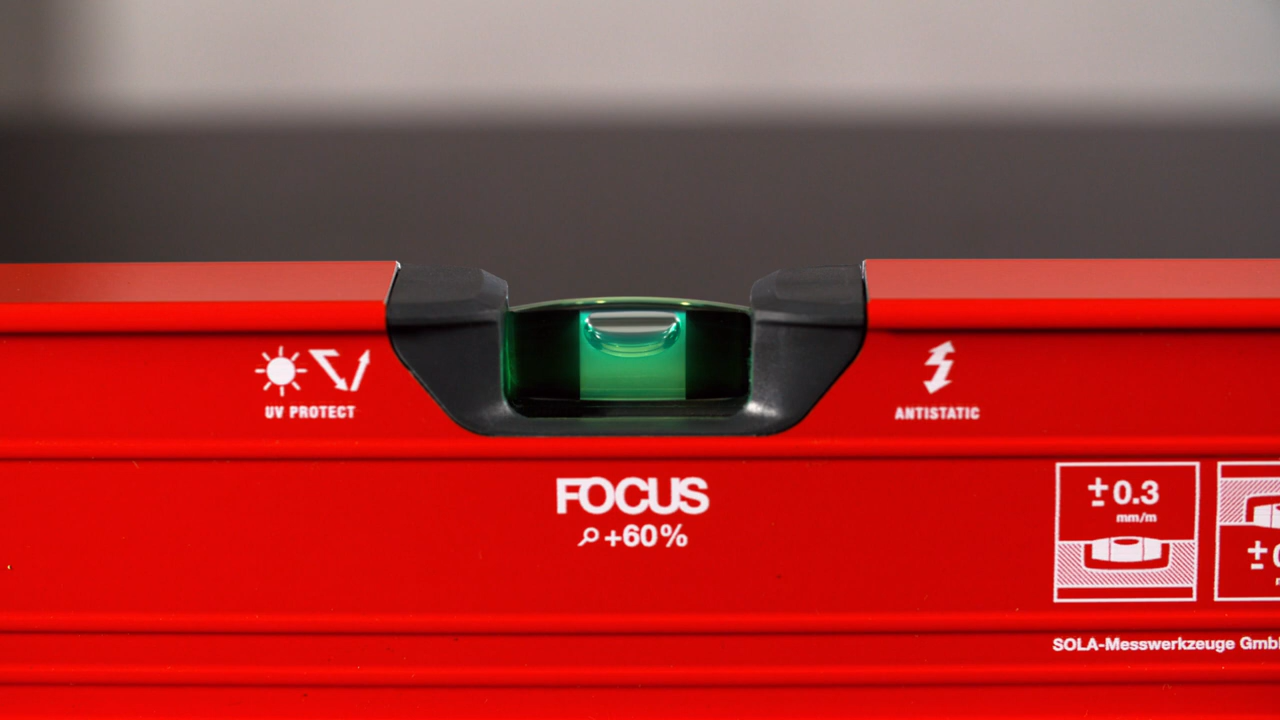 UV PROTECT
ANTISTATIC
FOCUS
+60%
±0.3
mm/m
SOLA-Messwerkzeuge